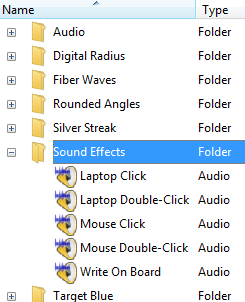 Name Type
Audio Folder
Digital Radius Folder
Fiber Waves Folder
Rounded Angles Folder
Silver Streak Folder
Sound Effects Folder
Laptop Click Audio
Laptop Double-Click Audio
Mouse Click Audio
Mouse Double-Click Audio
Write On Board Audio
Target Blue Folder